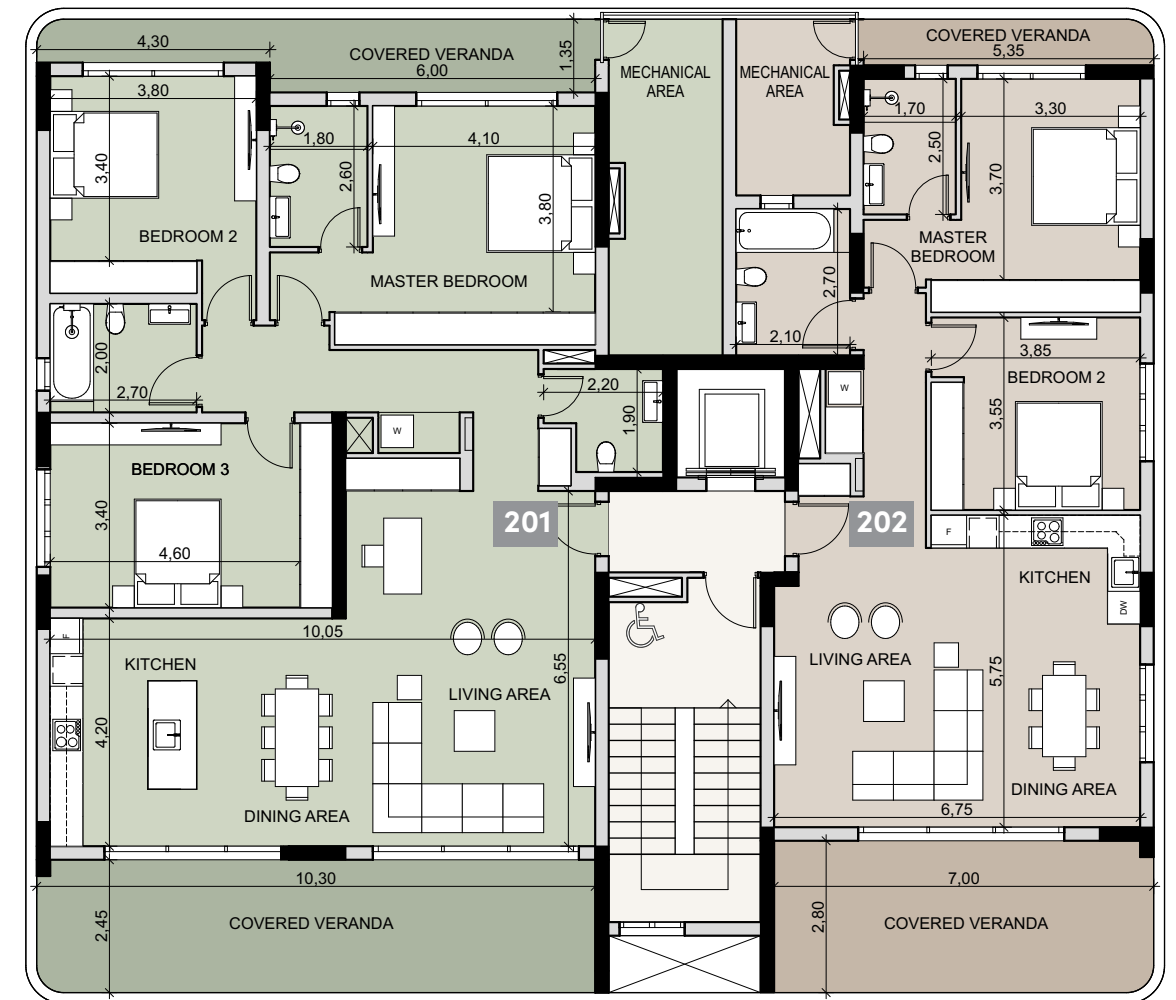 4,30
COVERED VERANDA
6,00
1,35
MECHANICAL
AREA
MECHANICAL
AREA
COVERED VERANDA
5,35
3,80
3,40
BEDROOM 2
1,80
2,60
4,10
3,80
MASTER BEDROOM
1,70
2,50
3,30
3,70
MASTER
BEDROOM
2,70
2,10
2,00
2,70
2,20
1,90
W
W
3,85
BEDROOM 2
3,55
BEDROOM 3
3,40
4,60
201
202
F
KITCHEN
DW
10,05
F
KITCHEN
6,55
LIVING AREA
4,20
DINING AREA
LIVING AREA
5,75
DINING AREA
6,75
10,30
2,45
COVERED VERANDA
7,00
2,80
COVERED VERANDA